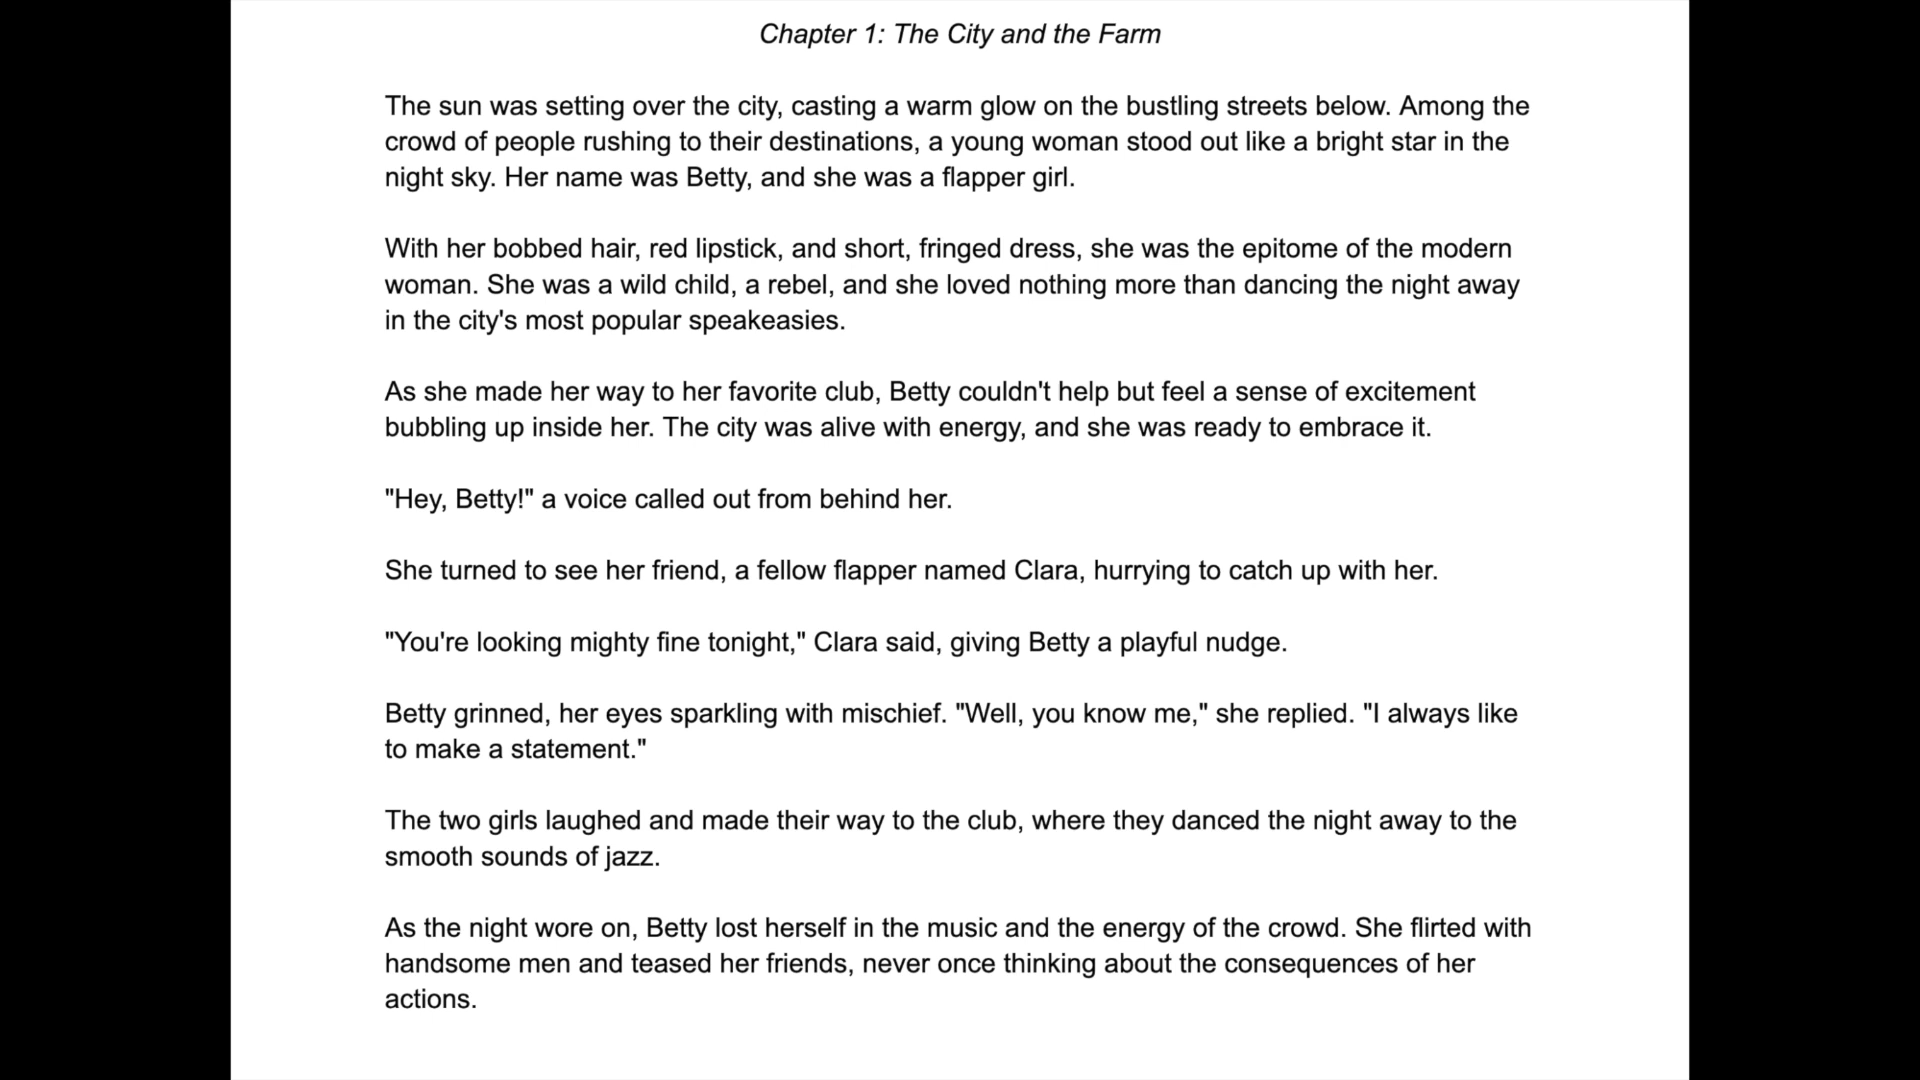 Chapter 1: The City and the Farm
The sun was setting over the city, casting a warm glow on the bustling streets below. Among the
crowd of people rushing to their destinations, a young woman stood out like a bright star in the
night sky. Her name was Betty, and she was a flapper girl.
With her bobbed hair, red lipstick, and short, fringed dress, she was the epitome of the modern
woman. She was a wild child, a rebel, and she loved nothing more than dancing the night away
in the city's most popular speakeasies.
As she made her way to her favorite club, Betty couldn't help but feel a sense of excitement
bubbling up inside her. The city was alive with energy, and she was ready to embrace it.
"Hey, Betty!" a voice called out from behind her.
She turned to see her friend, a fellow flapper named Clara, hurrying to catch up with her.
"You're looking mighty fine tonight," Clara said, giving Betty a playful nudge.
Betty grinned, her eyes sparkling with mischief. "Well, you know me," she replied. "I always like
to make a statement."
The two girls laughed and made their way to the club, where they danced the night away to the
smooth sounds of jazz.
As the night wore on, Betty lost herself in the music and the energy of the crowd. She flirted with
handsome men and teased her friends, never once thinking about the consequences of her
actions.